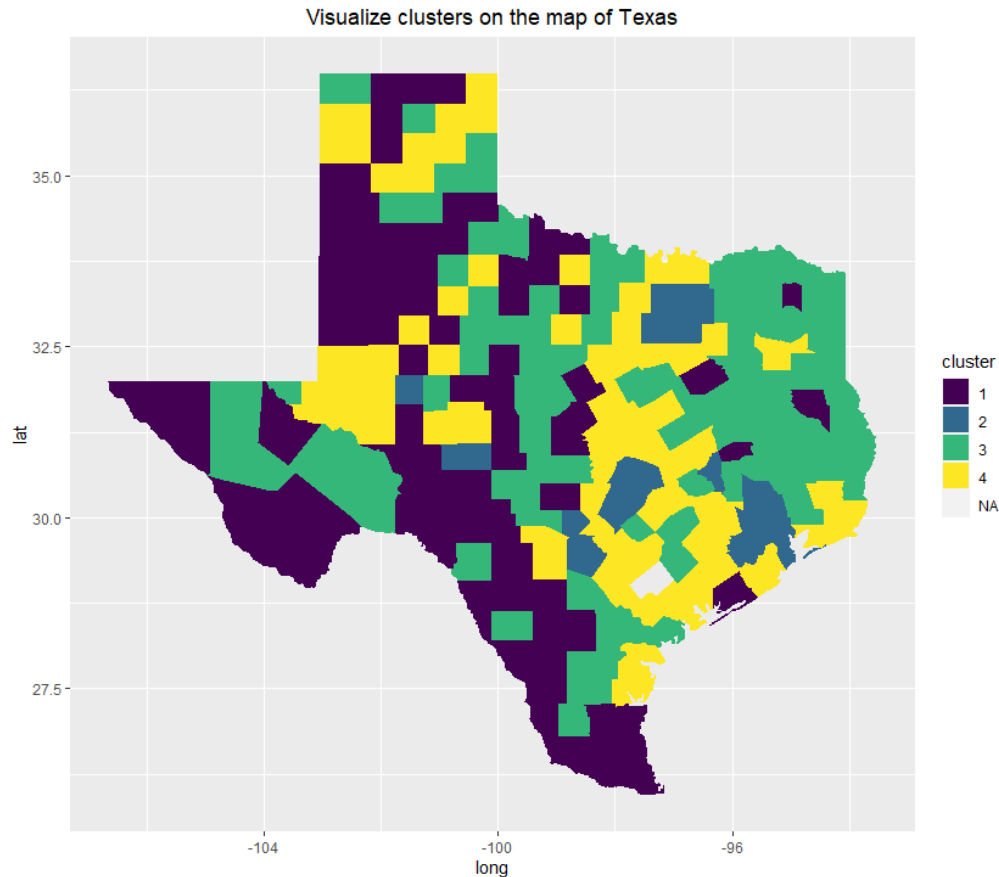 Visualize clusters on the map of Texas
35.0
32.5
30.0
27.5
lat
-104
-100
-96
long
cluster
1
2
3
4
NA